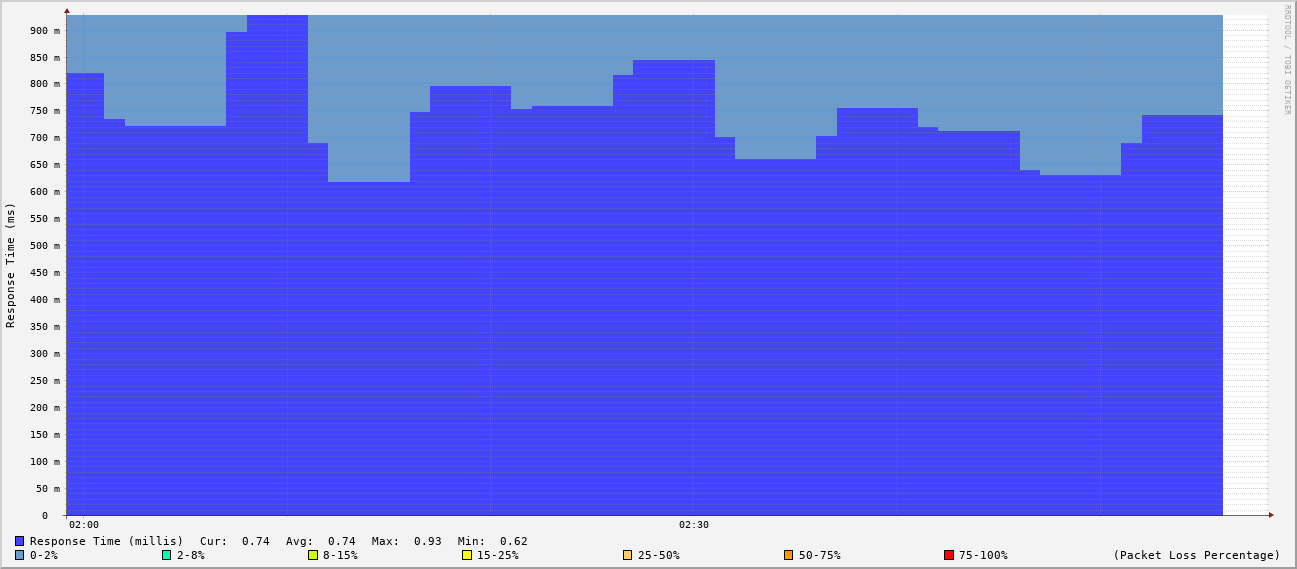 RRDTOOL / TOBI OETIKER
Response Time (ms)
900 m
850 m
800 m
750 m
700 m
650 m
600 m
550 m
500 m
450 m
400 m
350 m
300 m
250 m
200 m
150 m
100 m
50 m
0
02:00 02:30
Response Time (millis) Cur: 0.74 Avg: 0.74 Max: 0.93 Min: 0.62
0-2% 2-8% 8-15% 15-25% 25-50% 50-75% 75-100% (Packet Loss Percentage)